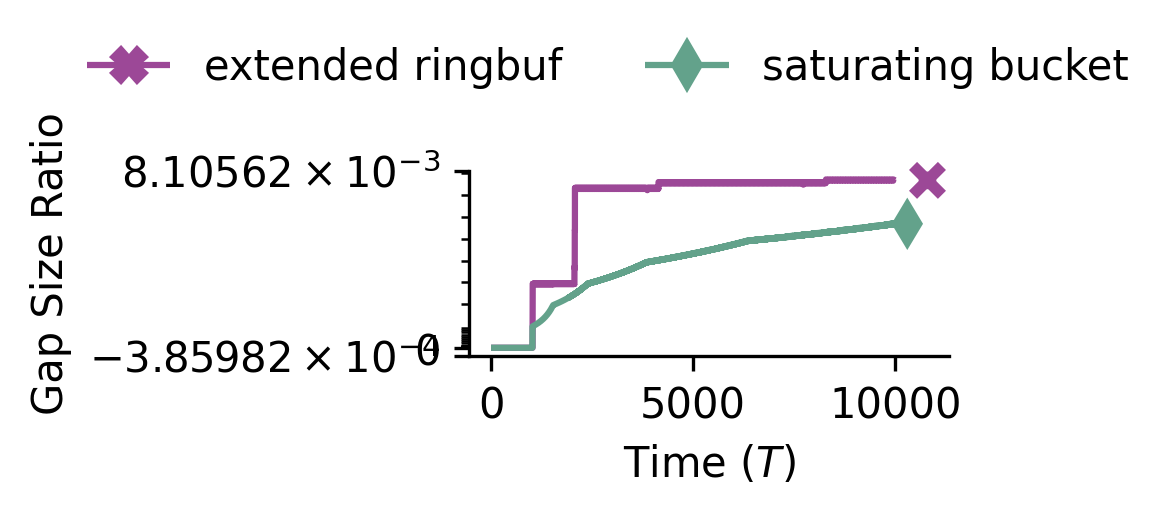 extended ringbuf saturating bucket
Gap Size Ratio
8.10562 × 10⁻³
0
−3.85982 × 10⁻⁴
0 5000 10000
Time (T)